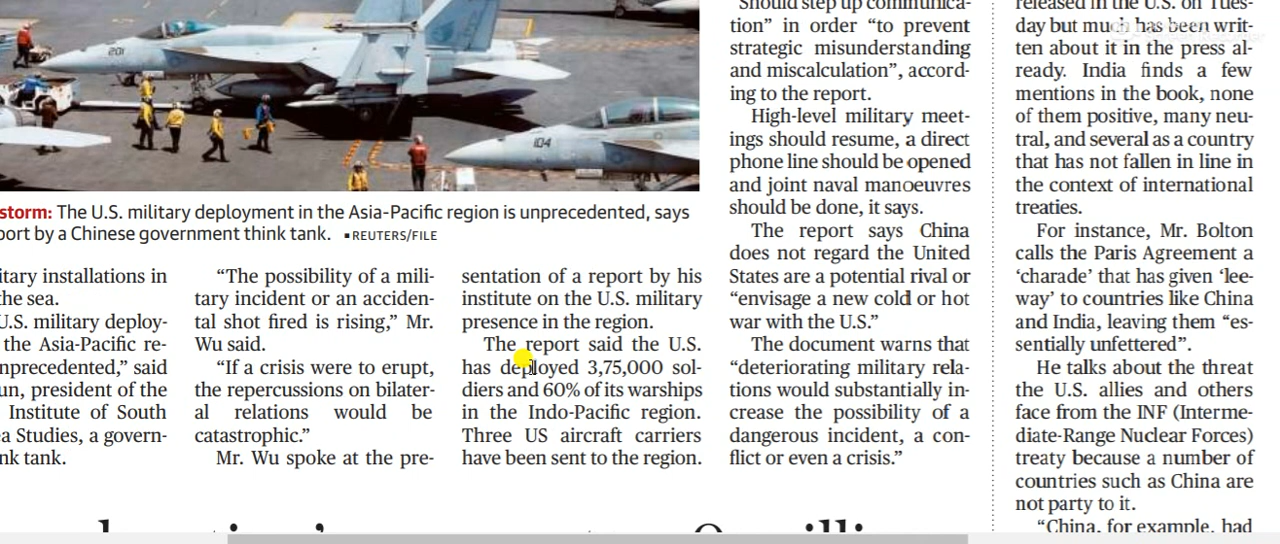 201
104
storm: The U.S. military deployment in the Asia-Pacific region is unprecedented, says
port by a Chinese government think tank. ▪REUTERS/FILE
itary installations in
the sea.
U.S. military deploy-
the Asia-Pacific re-
nprecedented,” said
un, president of the
Institute of South
a Studies, a govern-
nk tank.
“The possibility of a mili-
tary incident or an acciden-
tal shot fired is rising,” Mr.
Wu said.
“If a crisis were to erupt,
the repercussions on bilater-
al relations would be
catastrophic.”
Mr. Wu spoke at the pre-
sentation of a report by his
institute on the U.S. military
presence in the region.
The report said the U.S.
has deployed 3,75,000 sol-
diers and 60% of its warships
in the Indo-Pacific region.
Three US aircraft carriers
have been sent to the region.
“Should step up communica-
tion” in order “to prevent
strategic misunderstanding
and miscalculation”, accord-
ing to the report.
High-level military meet-
ings should resume, a direct
phone line should be opened
and joint naval manoeuvres
should be done, it says.
The report says China
does not regard the United
States are a potential rival or
“envisage a new cold or hot
war with the U.S.”
The document warns that
“deteriorating military rela-
tions would substantially in-
crease the possibility of a
dangerous incident, a con-
flict or even a crisis.”
released in the U.S. on Tues-
day but much has been writ-
ten about it in the press al-
ready. India finds a few
mentions in the book, none
of them positive, many neu-
tral, and several as a country
that has not fallen in line in
the context of international
treaties.
For instance, Mr. Bolton
calls the Paris Agreement a
‘charade’ that has given ‘lee-
way’ to countries like China
and India, leaving them “es-
sentially unfettered”.
He talks about the threat
the U.S. allies and others
face from the INF (Interme-
diate-Range Nuclear Forces)
treaty because a number of
countries such as China are
not party to it.
“China, for example, had